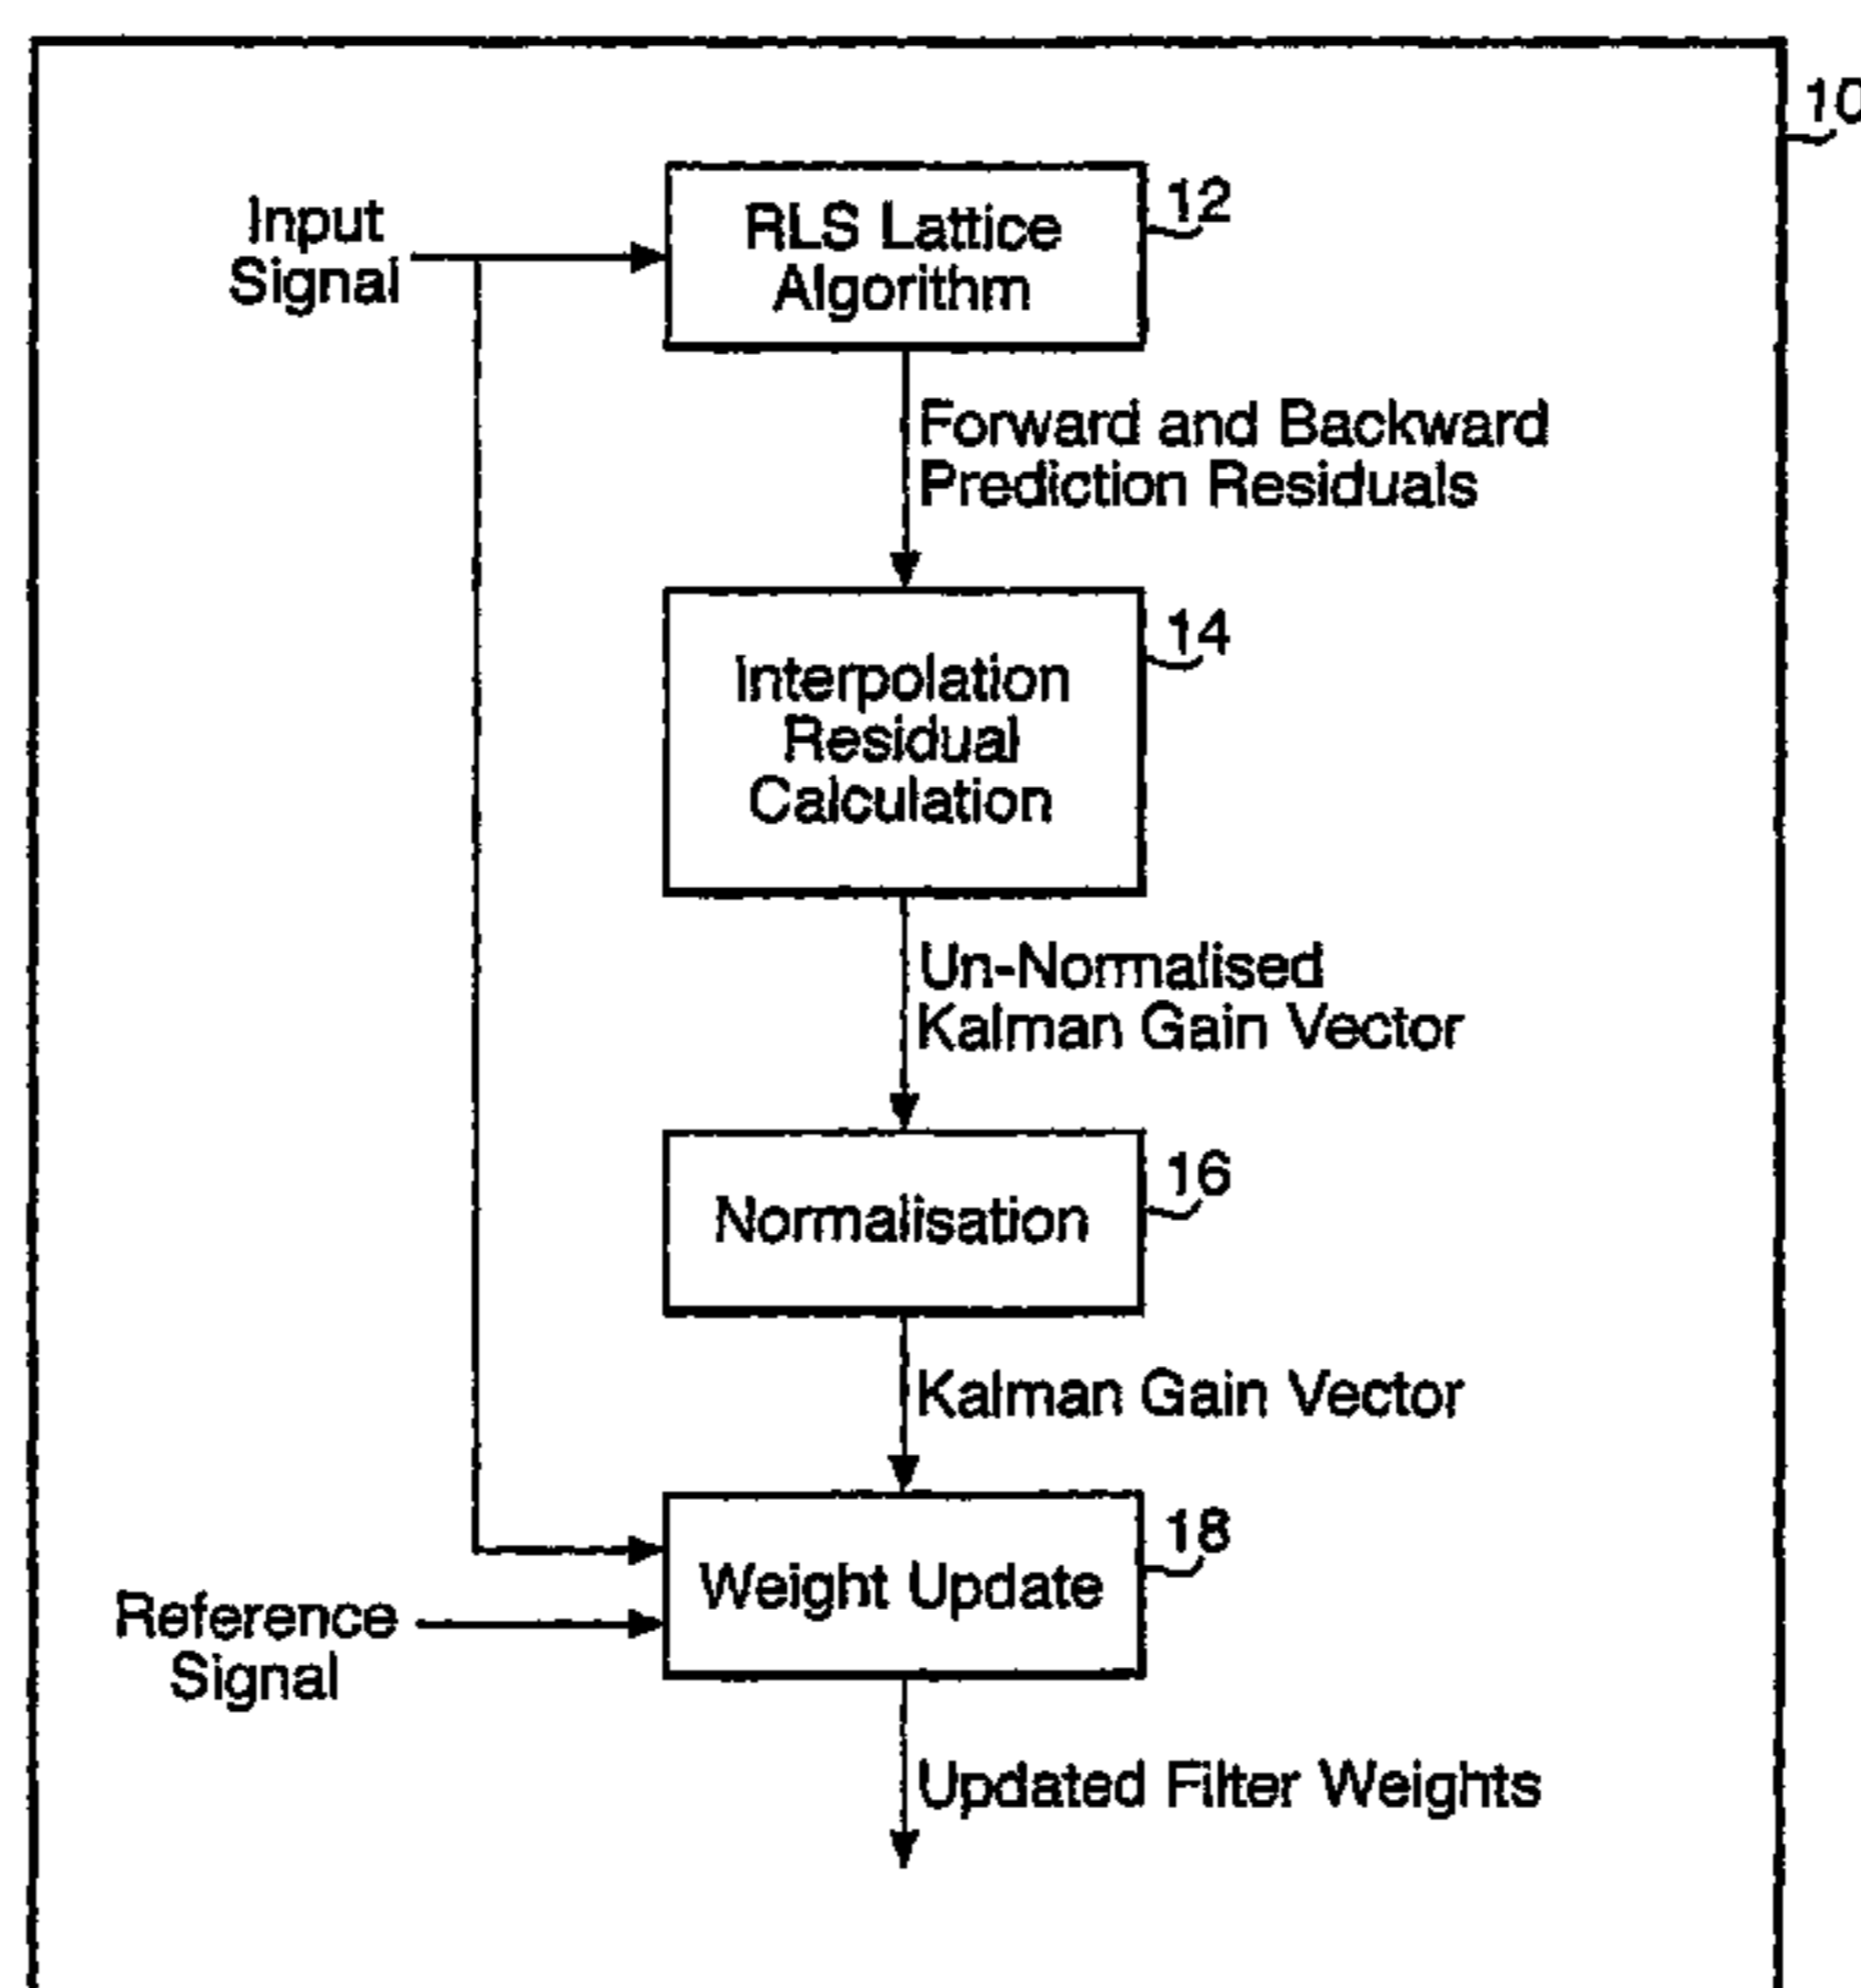 10
Input
Signal
RLS Lattice
Algorithm
12
Forward and Backward
Prediction Residuals
Interpolation
Residual
Calculation
14
Un-Normalised
Kalman Gain Vector
Normalisation
16
Kalman Gain Vector
Weight Update
18
Reference
Signal
Updated Filter Weights